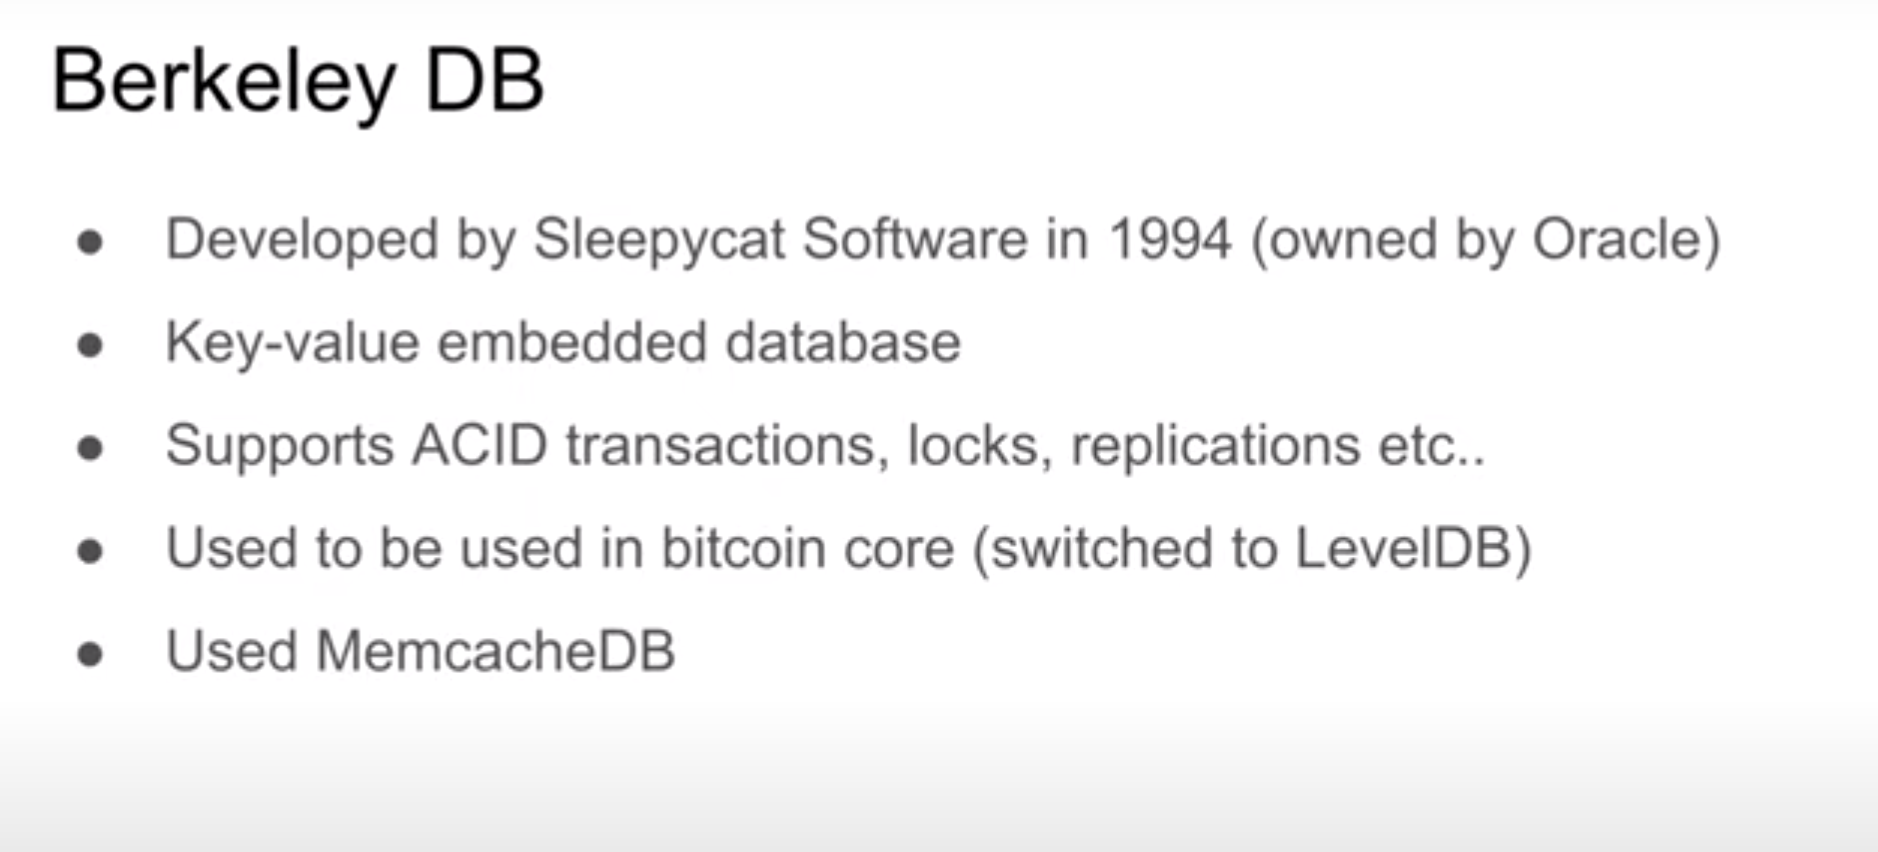 Berkeley DB
● Developed by Sleepycat Software in 1994 (owned by Oracle)
● Key-value embedded database
● Supports ACID transactions, locks, replications etc..
● Used to be used in bitcoin core (switched to LevelDB)
● Used MemcacheDB